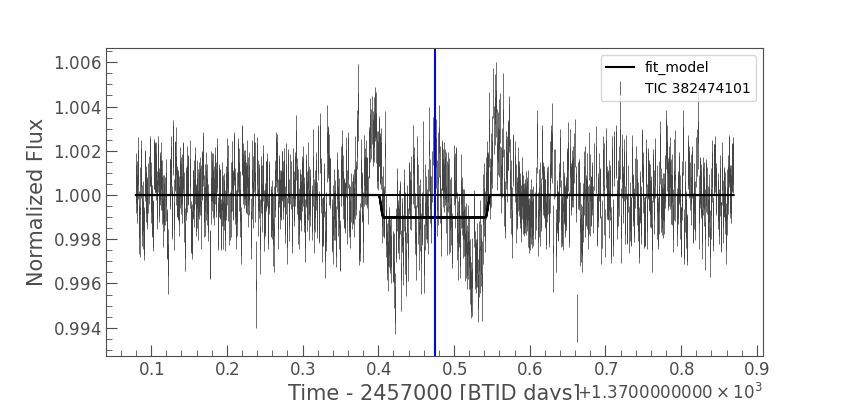 Normalized Flux
1.006
1.004
1.002
1.000
0.998
0.996
0.994
fit_model
TIC 382474101
0.1 0.2 0.3 0.4 0.5 0.6 0.7 0.8 0.9
Time - 2457000 [BTJD days]
+1.3700000000 × 10³